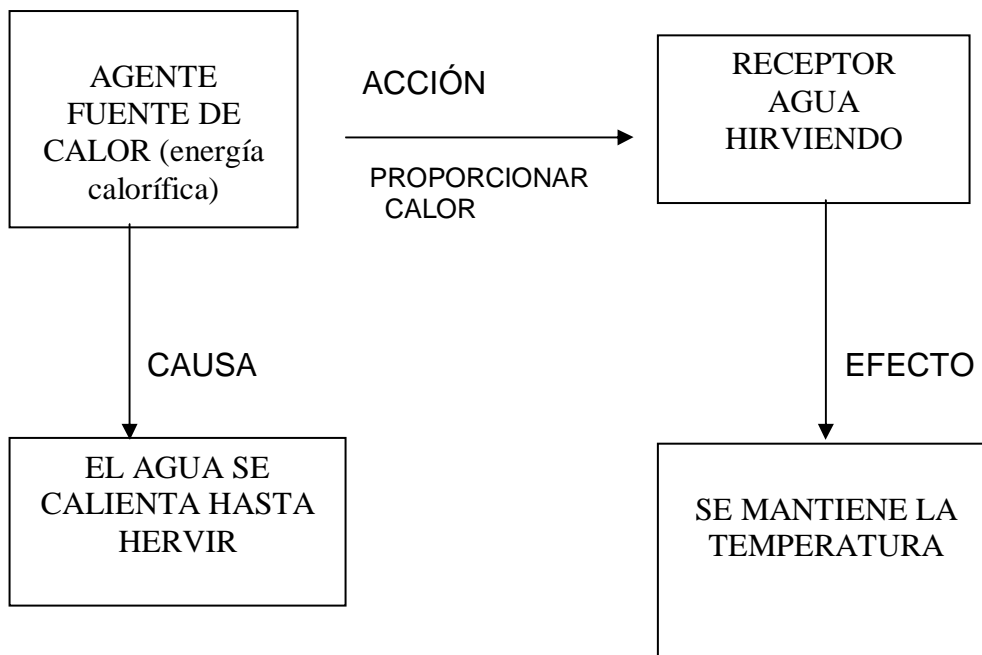 AGENTE
FUENTE DE
CALOR (energía
calorífica)
ACCIÓN
PROPORCIONAR
CALOR
RECEPTOR
AGUA
HIRVIENDO
CAUSA
EFECTO
EL AGUA SE
CALIENTA HASTA
HERVIR
SE MANTIENE LA
TEMPERATURA